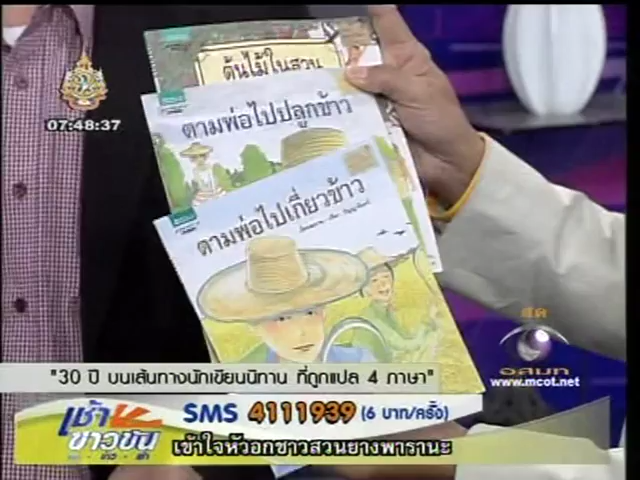 ต้นไม้ในสวน
07:48:37
ตามพ่อไปปลูกข้าว
ตามพ่อไปเกี่ยวข้าว
สด
อสมท
www.mcot.net
"30 ปี บนเส้นทางนักเขียนนิทาน ที่ถูกแปล 4 ภาษา"
เช้า
ข่าวข้น
SMS 4111939 (6 บาท/ครั้ง)
เข้าใจหัวอกชาวสวนยางพารานะ